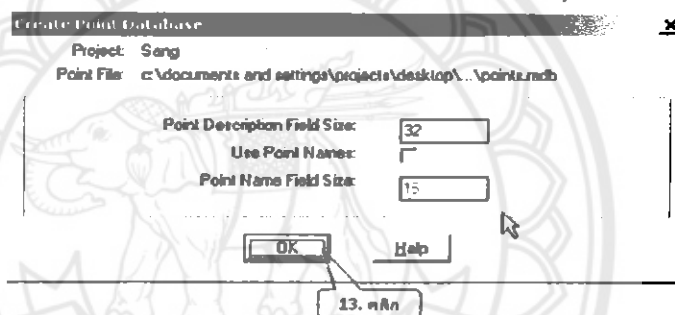 Create Point Database
Project: Sang
Point File: c:\documents and settings\projects\desktop\...\points.mdb
Point Description Field Size: 32
Use Point Names:
Point Name Field Size: 15
OK Help
13. คลิก